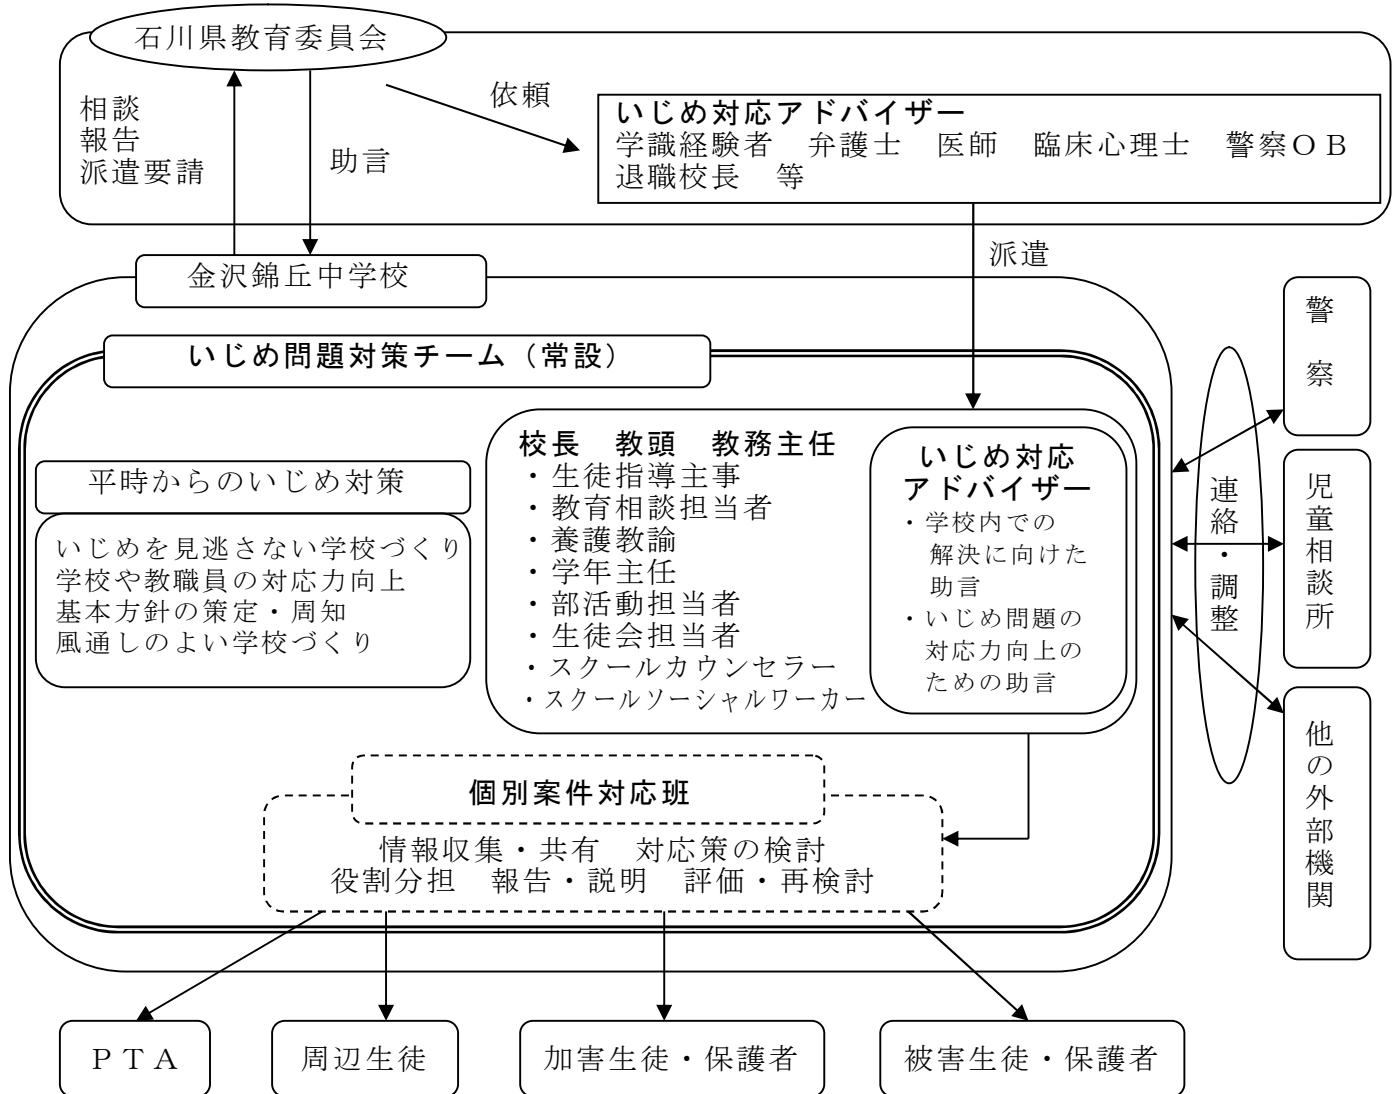 石川県教育委員会
相談
報告
派遣要請
助言
依頼
いじめ対応アドバイザー
学識経験者　弁護士　医師　臨床心理士　警察ＯＢ
退職校長　等
派遣
金沢錦丘中学校
いじめ問題対策チーム（常設）
平時からのいじめ対策
いじめを見逃さない学校づくり
学校や教職員の対応力向上
基本方針の策定・周知
風通しのよい学校づくり
校長　教頭　教務主任
・生徒指導主事
・教育相談担当者
・養護教諭
・学年主任
・部活動担当者
・生徒会担当者
・スクールカウンセラー
・スクールソーシャルワーカー
いじめ対応
アドバイザー
・学校内での
解決に向けた
助言
・いじめ問題の
対応力向上の
ための助言
個別案件対応班
情報収集・共有　対応策の検討
役割分担　報告・説明　評価・再検討
連絡・調整
警察
児童相談所
他の外部機関
ＰＴＡ
周辺生徒
加害生徒・保護者
被害生徒・保護者